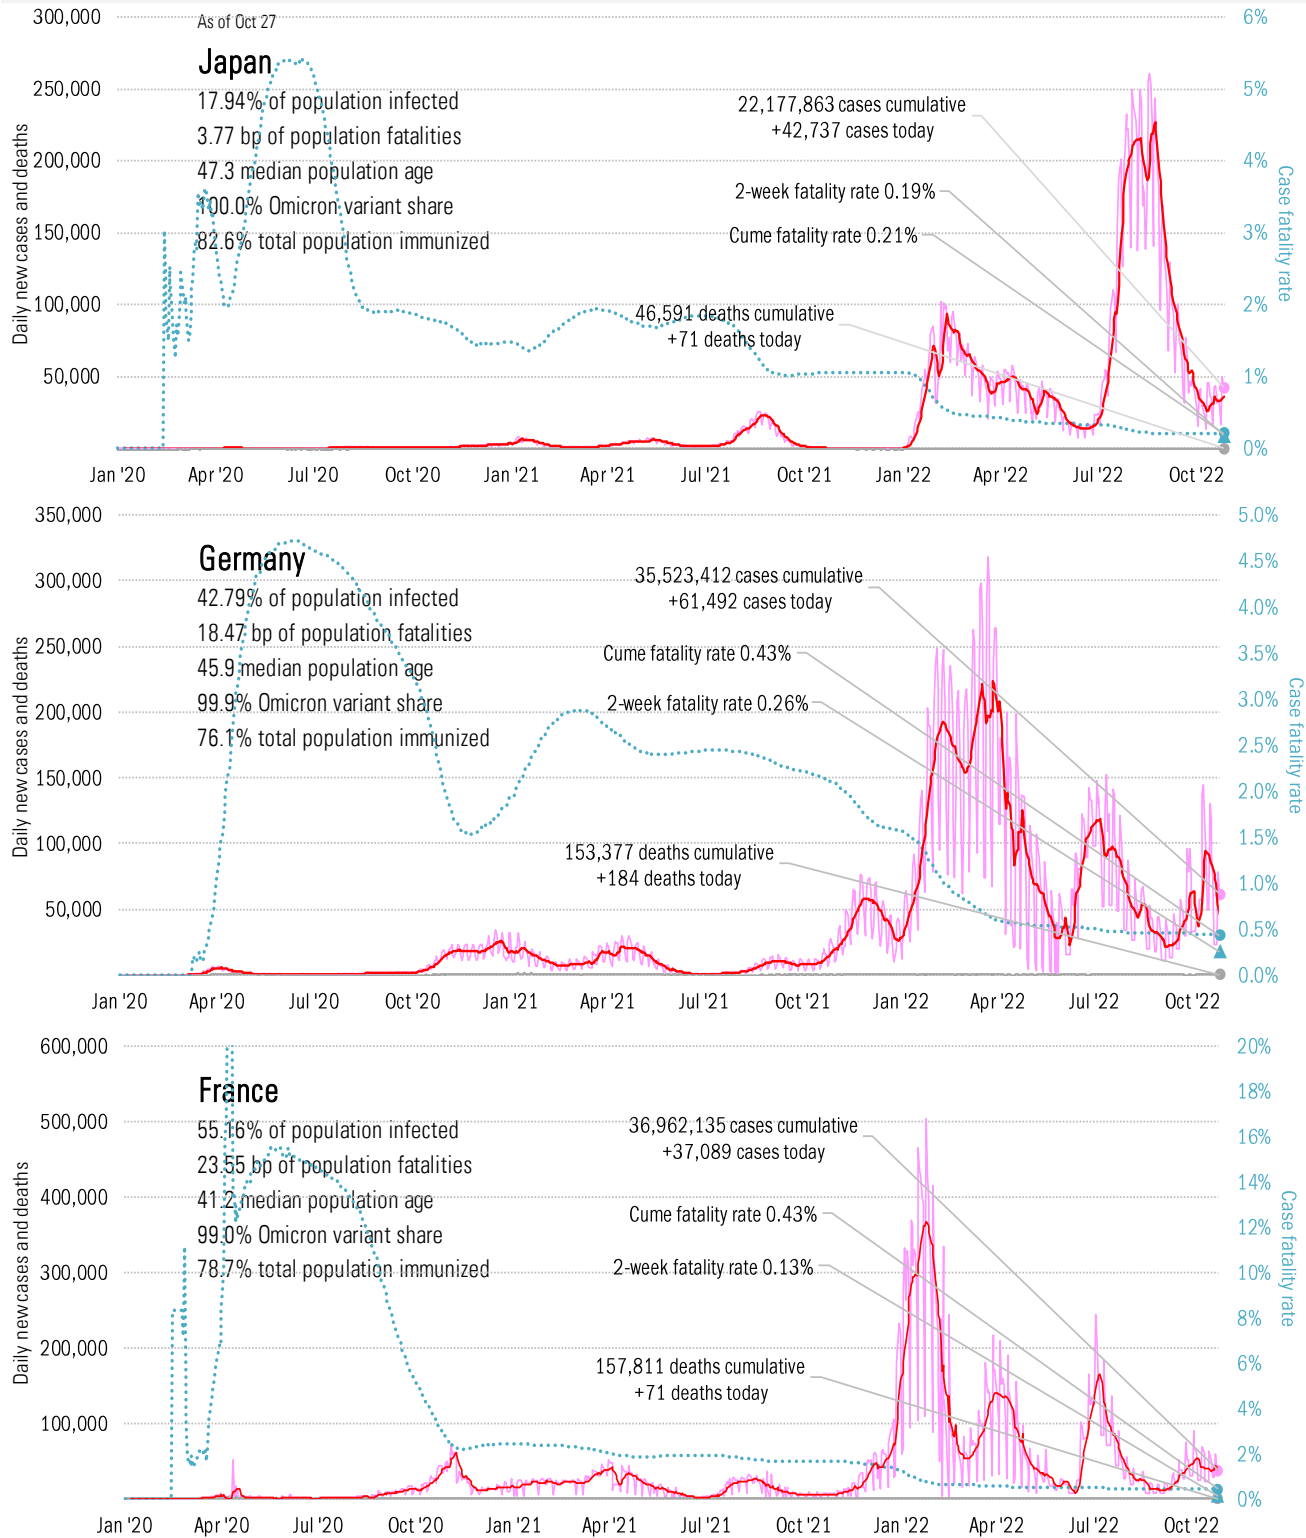 As of Oct 27
Japan
17.94% of population infected
3.77 bp of population fatalities
47.3 median population age
100.0% Omicron variant share
82.6% total population immunized
22,177,863 cases cumulative
+42,737 cases today
2-week fatality rate 0.19%
Cume fatality rate 0.21%
46,591 deaths cumulative
+71 deaths today
Daily new cases and deaths
300,000
250,000
200,000
150,000
100,000
50,000
6%
5%
4%
3%
2%
1%
0%
Case fatality rate
Jan '20 Apr '20 Jul '20 Oct '20 Jan '21 Apr '21 Jul '21 Oct '21 Jan '22 Apr '22 Jul '22 Oct '22
Germany
42.79% of population infected
18.47 bp of population fatalities
45.9 median population age
99.9% Omicron variant share
76.1% total population immunized
35,523,412 cases cumulative
+61,492 cases today
Cume fatality rate 0.43%
2-week fatality rate 0.26%
153,377 deaths cumulative
+184 deaths today
Daily new cases and deaths
350,000
300,000
250,000
200,000
150,000
100,000
50,000
5.0%
4.5%
4.0%
3.5%
3.0%
2.5%
2.0%
1.5%
1.0%
0.5%
0.0%
Case fatality rate
Jan '20 Apr '20 Jul '20 Oct '20 Jan '21 Apr '21 Jul '21 Oct '21 Jan '22 Apr '22 Jul '22 Oct '22
France
55.16% of population infected
23.55 bp of population fatalities
41.2 median population age
99.0% Omicron variant share
78.7% total population immunized
36,962,135 cases cumulative
+37,089 cases today
Cume fatality rate 0.43%
2-week fatality rate 0.13%
157,811 deaths cumulative
+71 deaths today
Daily new cases and deaths
600,000
500,000
400,000
300,000
200,000
100,000
20%
18%
16%
14%
12%
10%
8%
6%
4%
2%
0%
Case fatality rate
Jan '20 Apr '20 Jul '20 Oct '20 Jan '21 Apr '21 Jul '21 Oct '21 Jan '22 Apr '22 Jul '22 Oct '22